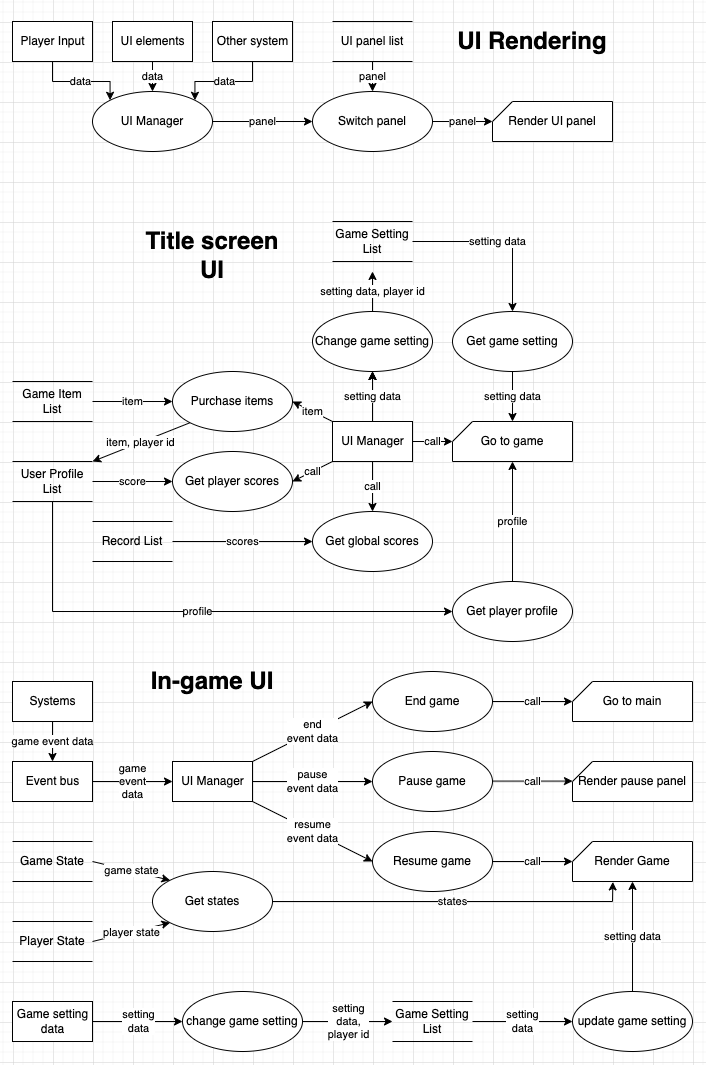 UI Rendering
Player Input
UI elements
Other system
UI panel list
data
data
data
panel
UI Manager
panel
Switch panel
panel
Render UI panel
Title screen
UI
Game Setting
List
setting data
setting data, player id
Change game setting
Get game setting
setting data
setting data
Game Item
List
item
Purchase items
item
UI Manager
call
Go to game
item, player id
User Profile
List
score
Get player scores
call
call
Record List
scores
Get global scores
profile
profile
Get player profile
In-game UI
Systems
game event data
Event bus
game
event
data
UI Manager
end
event data
End game
call
Go to main
pause
event data
Pause game
call
Render pause panel
resume
event data
Resume game
call
Render Game
Game State
game state
Get states
states
Player State
player state
setting data
Game setting
data
setting
data
change game setting
setting
data,
player id
Game Setting
List
setting
data
update game setting